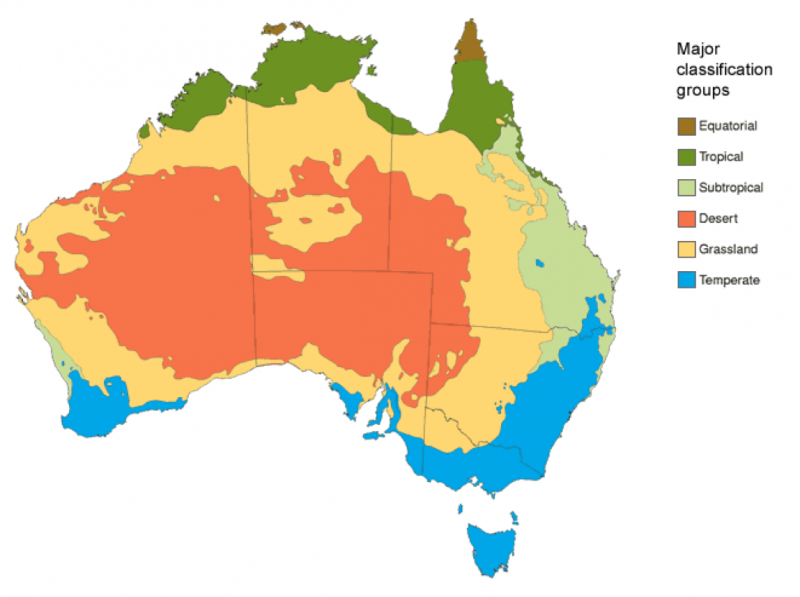 Major
classification
groups
Equatorial
Tropical
Subtropical
Desert
Grassland
Temperate